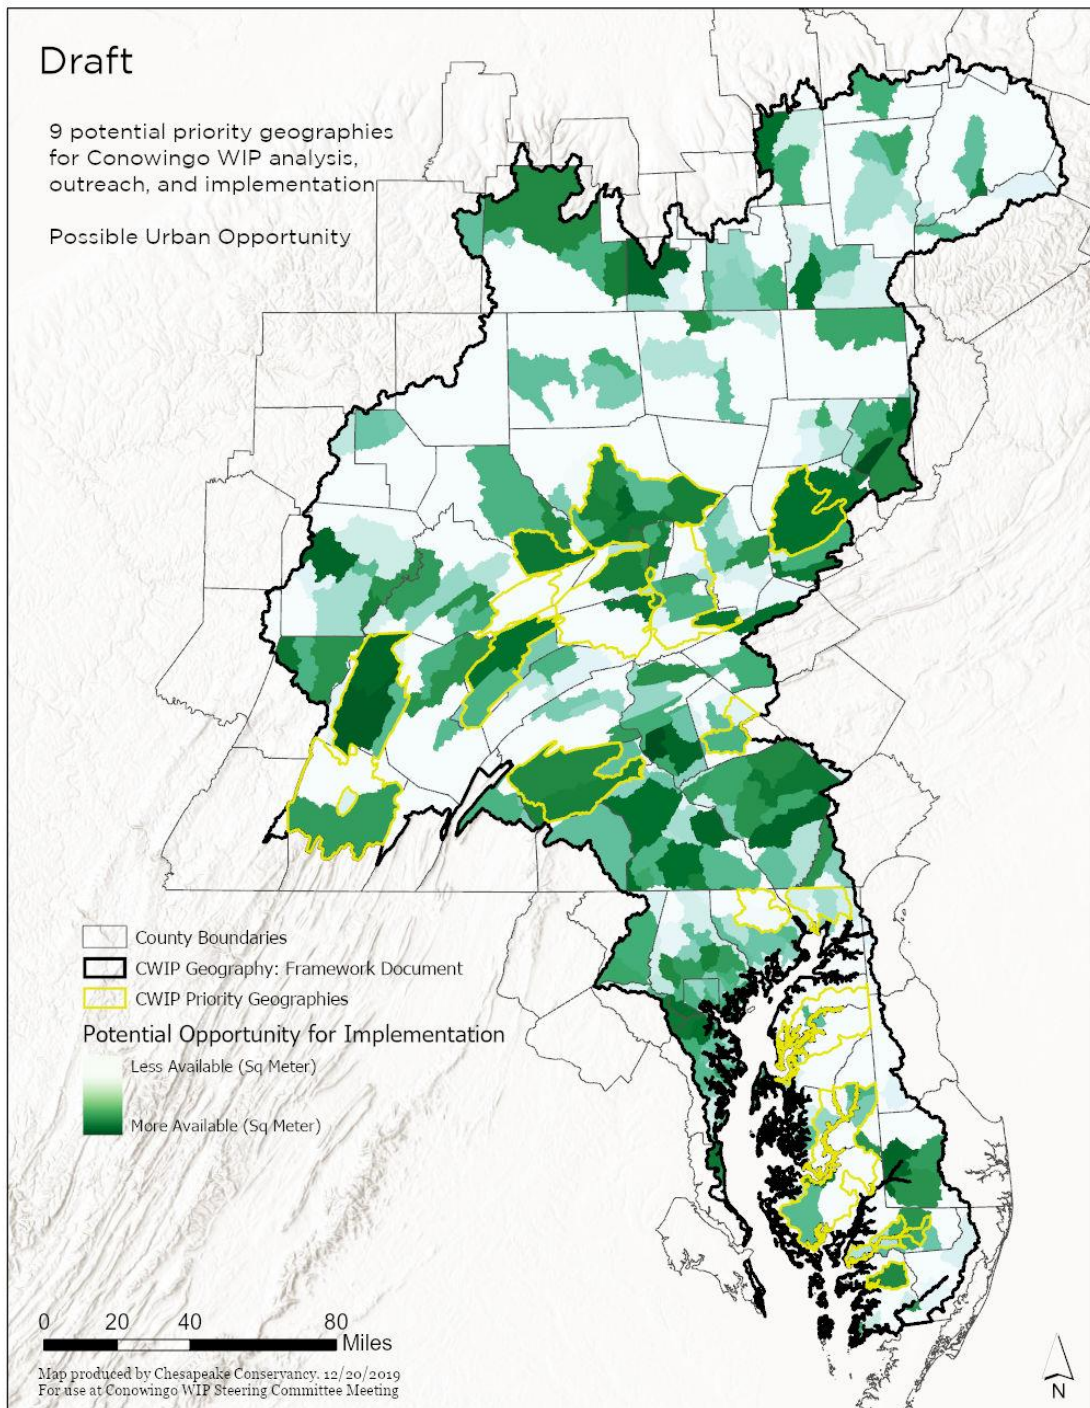 Draft
9 potential priority geographies
for Conowingo WIP analysis,
outreach, and implementation
Possible Urban Opportunity
County Boundaries
CWIP Geography: Framework Document
CWIP Priority Geographies
Potential Opportunity for Implementation
Less Available (Sq Meter)
More Available (Sq Meter)
0 20 40 80
Miles
Map produced by Chesapeake Conservancy. 12/20/2019
For use at Conowingo WIP Steering Committee Meeting
N